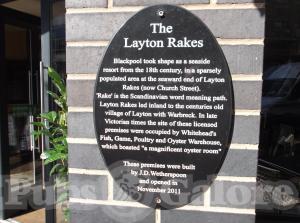 The
Layton Rakes
Blackpool took shape as a seaside
resort from the 18th century, in a sparsely
populated area at the seaward end of Layton
Rakes (now Church Street).
'Rake' is the Scandinavian word meaning path.
Layton Rakes led inland to the centuries old
village of Layton with Warbreck. In late
Victorian times the site of these licensed
premises were occupied by Whitehead's
Fish, Game, Poultry and Oyster Warehouse,
which boasted "a magnificent oyster room"
These premises were built
by J.D. Wetherspoon
and opened in
November 2011
Pubs Galore